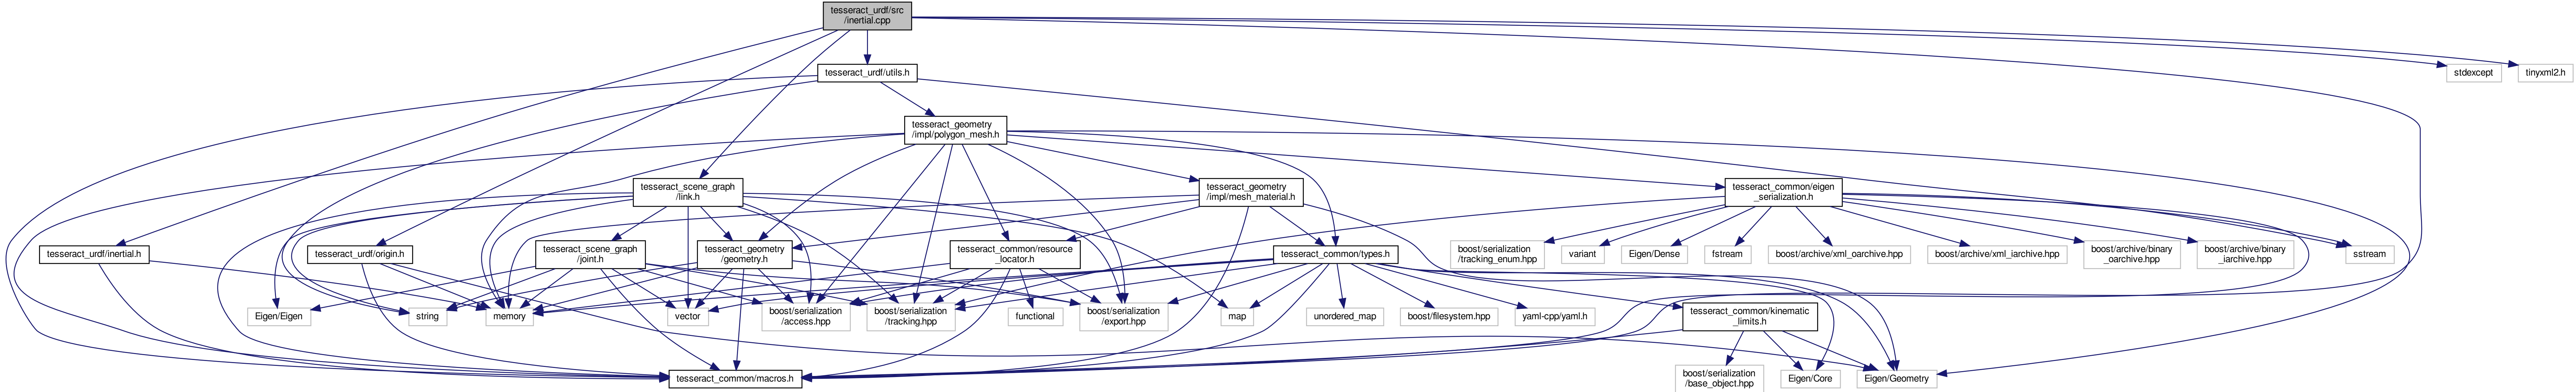 tesseract_urdf/src
/inertial.cpp
tesseract_urdf/utils.h
stdexcept
tinyxml2.h
tesseract_geometry
/impl/polygon_mesh.h
tesseract_scene_graph
/link.h
tesseract_geometry
/impl/mesh_material.h
tesseract_common/eigen
_serialization.h
tesseract_urdf/inertial.h
tesseract_urdf/origin.h
tesseract_scene_graph
/joint.h
tesseract_geometry
/geometry.h
tesseract_common/resource
_locator.h
tesseract_common/types.h
boost/serialization
/tracking_enum.hpp
variant
Eigen/Dense
fstream
boost/archive/xml_oarchive.hpp
boost/archive/xml_iarchive.hpp
boost/archive/binary
_oarchive.hpp
boost/archive/binary
_iarchive.hpp
sstream
Eigen/Eigen
string
memory
vector
boost/serialization
/access.hpp
boost/serialization
/tracking.hpp
functional
boost/serialization
/export.hpp
map
unordered_map
boost/filesystem.hpp
yaml-cpp/yaml.h
tesseract_common/kinematic
_limits.h
tesseract_common/macros.h
boost/serialization
/base_object.hpp
Eigen/Core
Eigen/Geometry